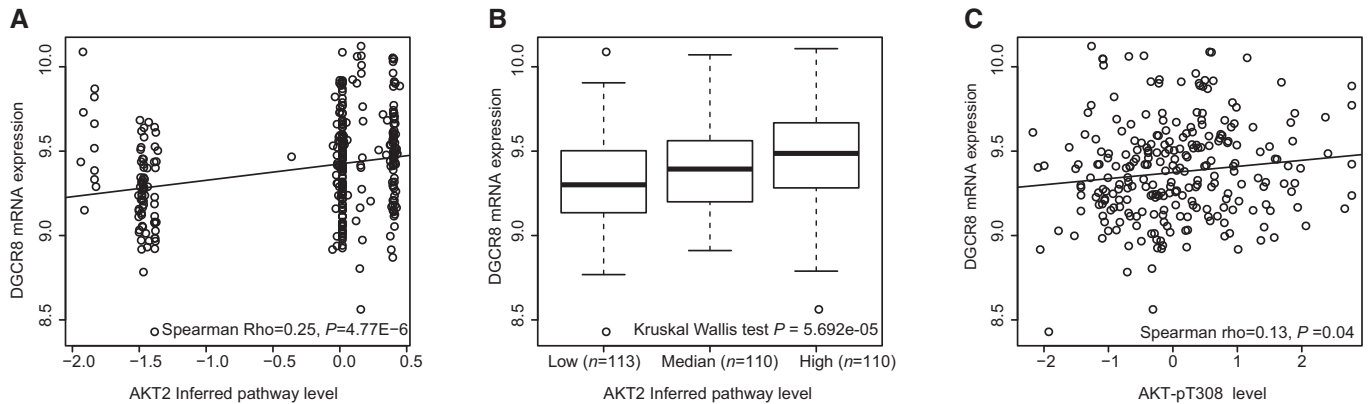 A
DGCR8 mRNA expression
10.0
9.5
9.0
8.5
Spearman Rho=0.25, P=4.77E−6
−2.0 −1.5 −1.0 −0.5 0.0 0.5
AKT2 Inferred pathway level
B
DGCR8 mRNA expression
10.0
9.5
9.0
8.5
Kruskal Wallis test P = 5.692e-05
Low (n=113) Median (n=110) High (n=110)
AKT2 Inferred pathway level
C
DGCR8 mRNA expression
10.0
9.5
9.0
8.5
Spearman rho=0.13, P =0.04
−2 −1 0 1 2
AKT-pT308 level